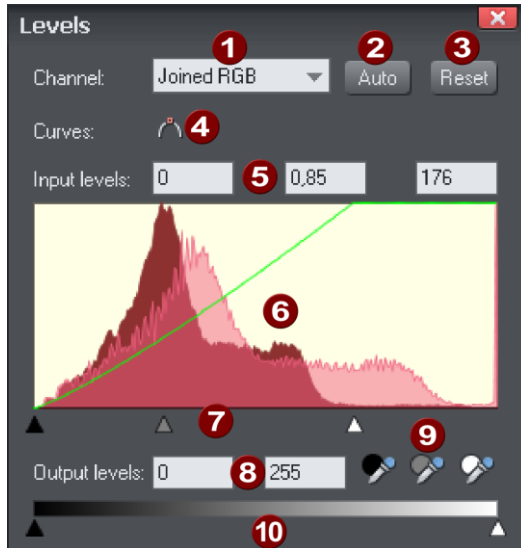 Levels
1 2 3
Channel: Joined RGB Auto Reset
Curves: 4
Input levels: 0 5 0,85 176
6
7
9
Output levels: 0 8 255
10